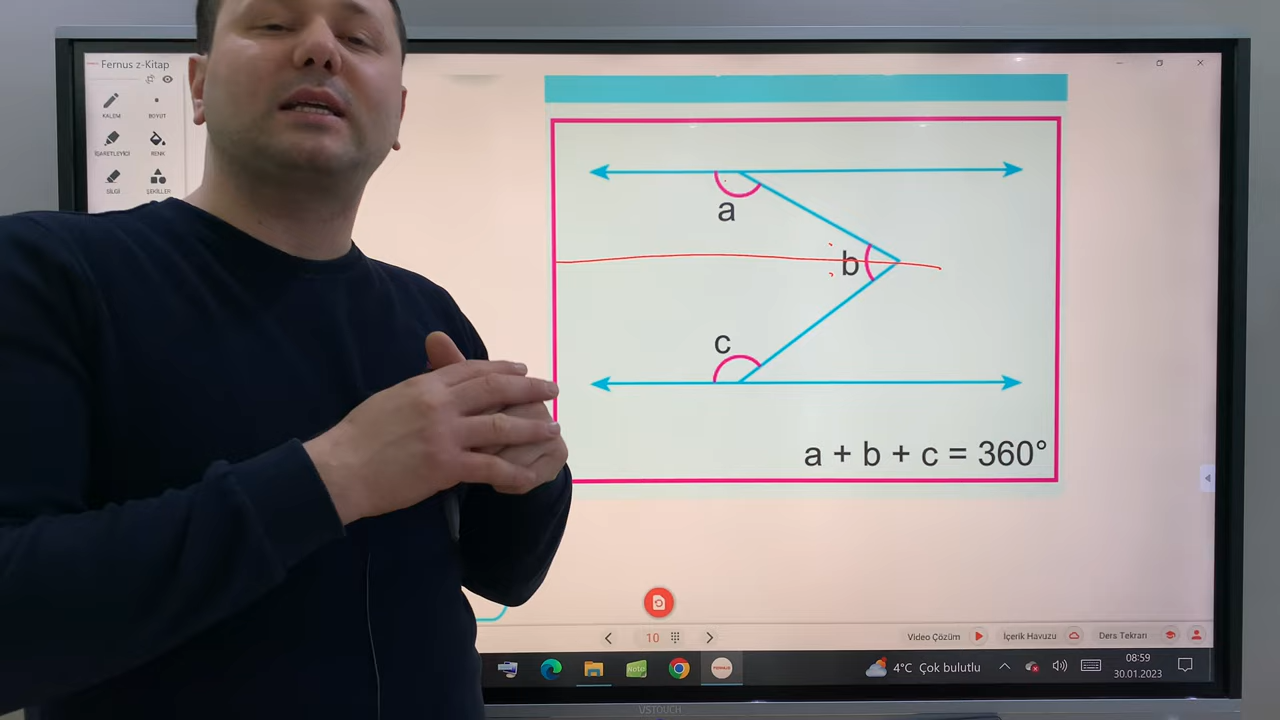 Fernus z-Kitap
KALEM
BOYUT
İŞARETLEYİCİ
RENK
SİLGİ
ŞEKİLLER
a
b
c
a + b + c = 360°
10
Video Çözüm
İçerik Havuzu
Ders Tekrarı
4°C Çok bulutlu
08:59
30.01.2023
VSTOUCH